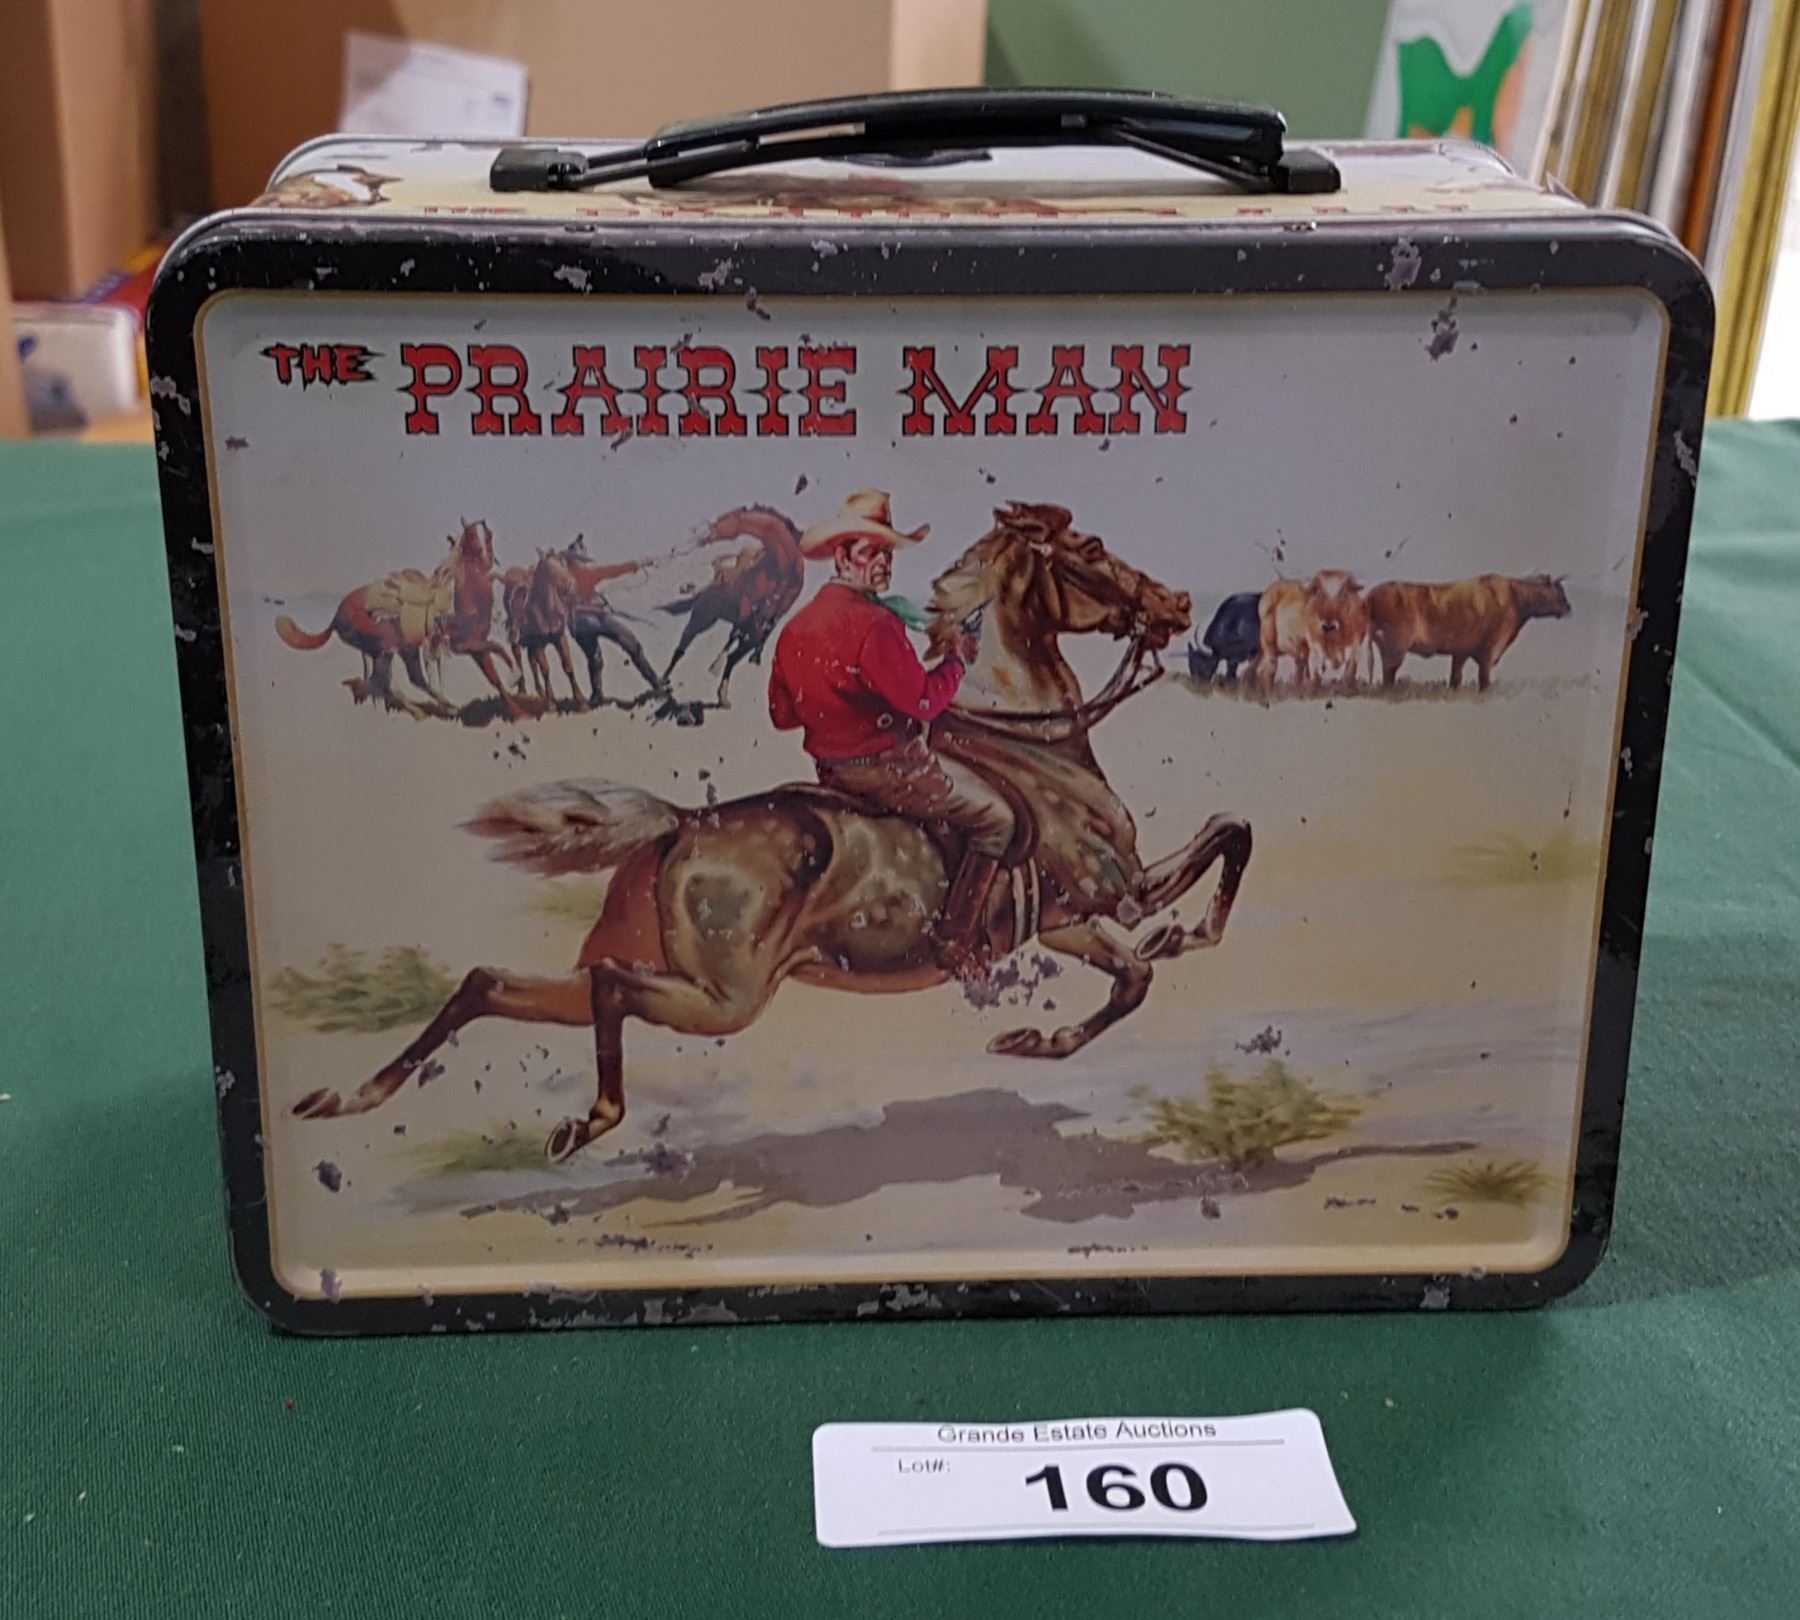 THE PRAIRIE MAN
Grande Estate Auctions
Lot#: 160